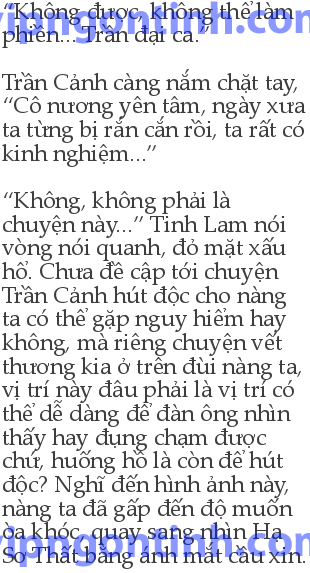 “Không được, không thể làm
phiền... Trần đại ca.”
Trần Cảnh càng nắm chặt tay,
“Cô nương yên tâm, ngày xưa
ta từng bị rắn cắn rồi, ta rất có
kinh nghiệm...”
“Không, không phải là
chuyện này...” Tinh Lam nói
vòng nói quanh, đỏ mặt xấu
hổ. Chưa đề cập tới chuyện
Trần Cảnh hút độc cho nàng
ta có thể gặp nguy hiểm hay
không, mà riêng chuyện vết
thương kia ở trên đùi nàng ta,
vị trí này đâu phải là vị trí có
thể dễ dàng để đàn ông nhìn
thấy hay đụng chạm được
chứ, huống hồ là còn để hút
độc? Nghĩ đến hình ảnh này,
nàng ta đã gấp đến độ muốn
òa khóc, quay sang nhìn Hạ
Sơ Thất bằng ánh mắt cầu xin.
vipngontinh.com
vipngontinh.com